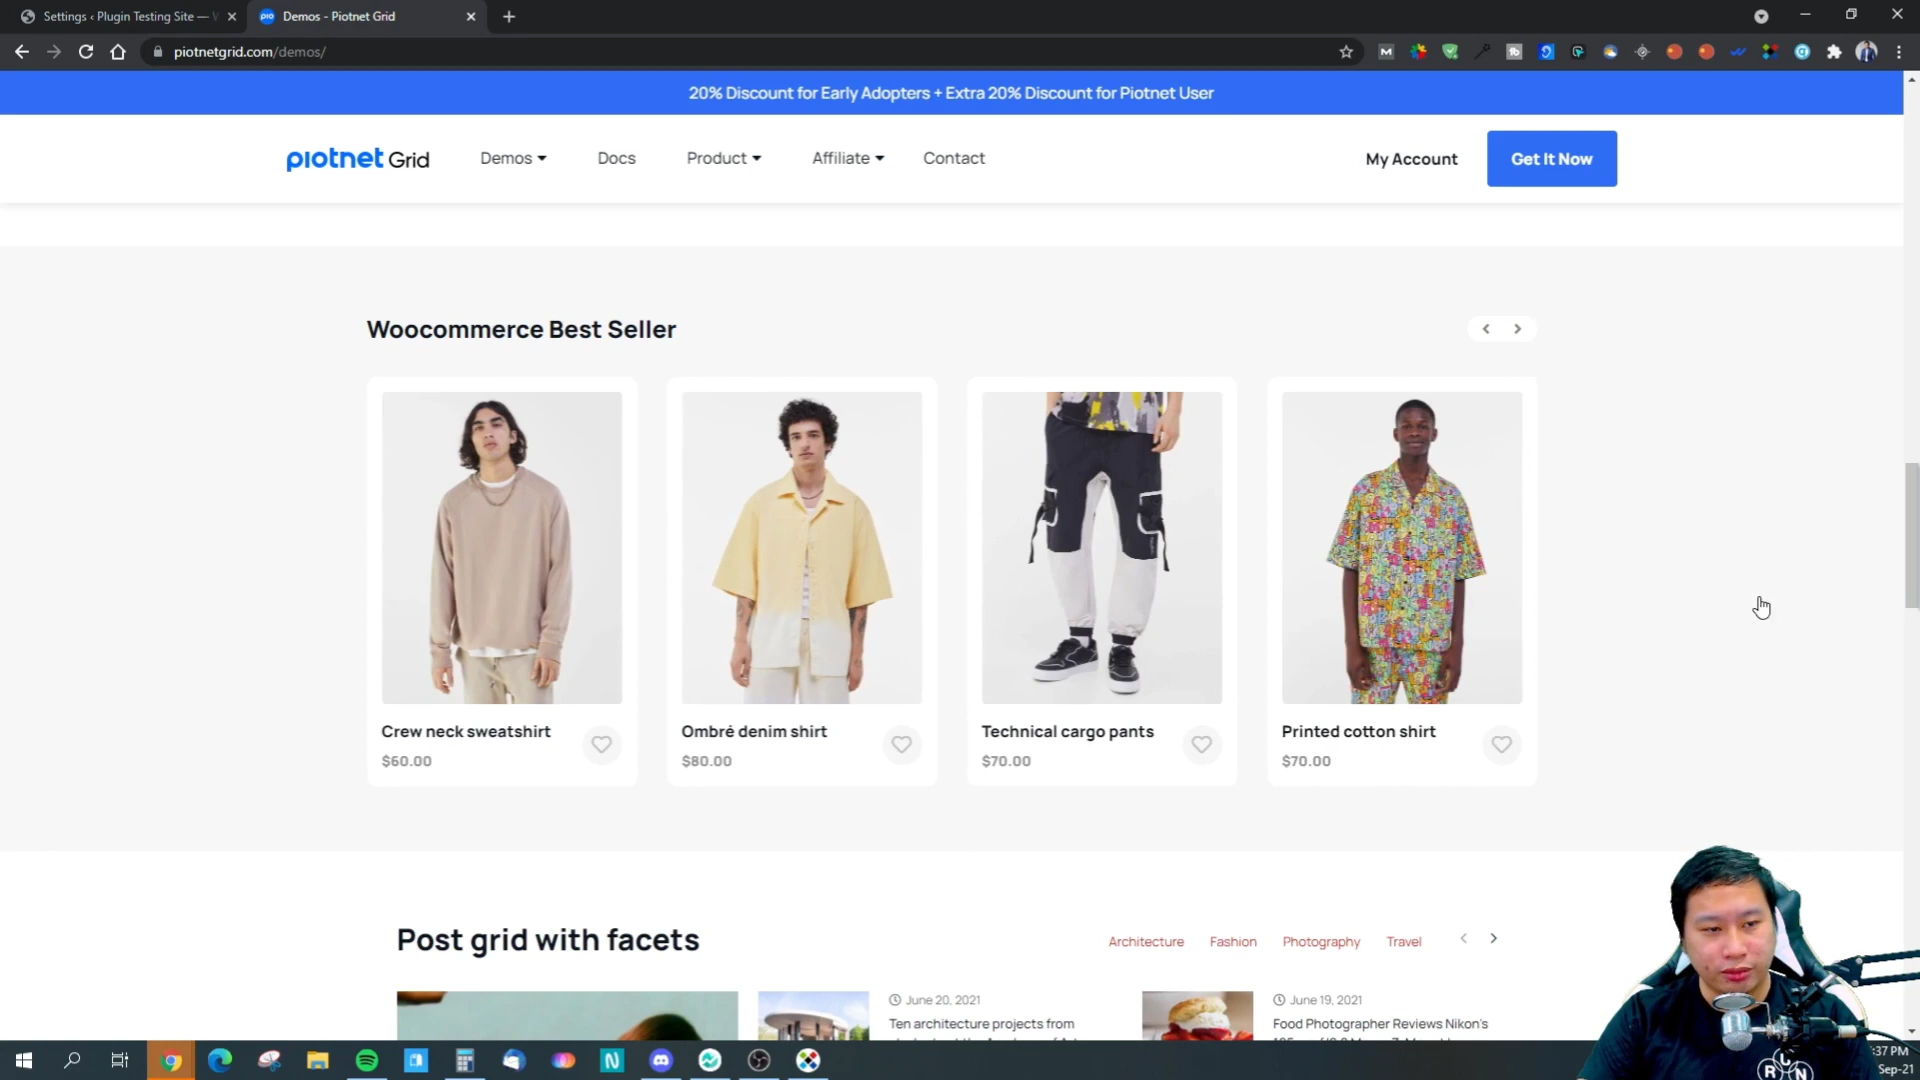 Settings ‹ Plugin Testing Site —
Demos - Piotnet Grid
piotnetgrid.com/demos/
20% Discount for Early Adopters + Extra 20% Discount for Piotnet User
piotnet Grid
Demos
Docs
Product
Affiliate
Contact
My Account
Get It Now
Woocommerce Best Seller
Crew neck sweatshirt
$60.00
Ombré denim shirt
$80.00
Technical cargo pants
$70.00
Printed cotton shirt
$70.00
Post grid with facets
Architecture
Fashion
Photography
Travel
June 20, 2021
Ten architecture projects from
June 19, 2021
Food Photographer Reviews Nikon's
:37 PM
Sep-21